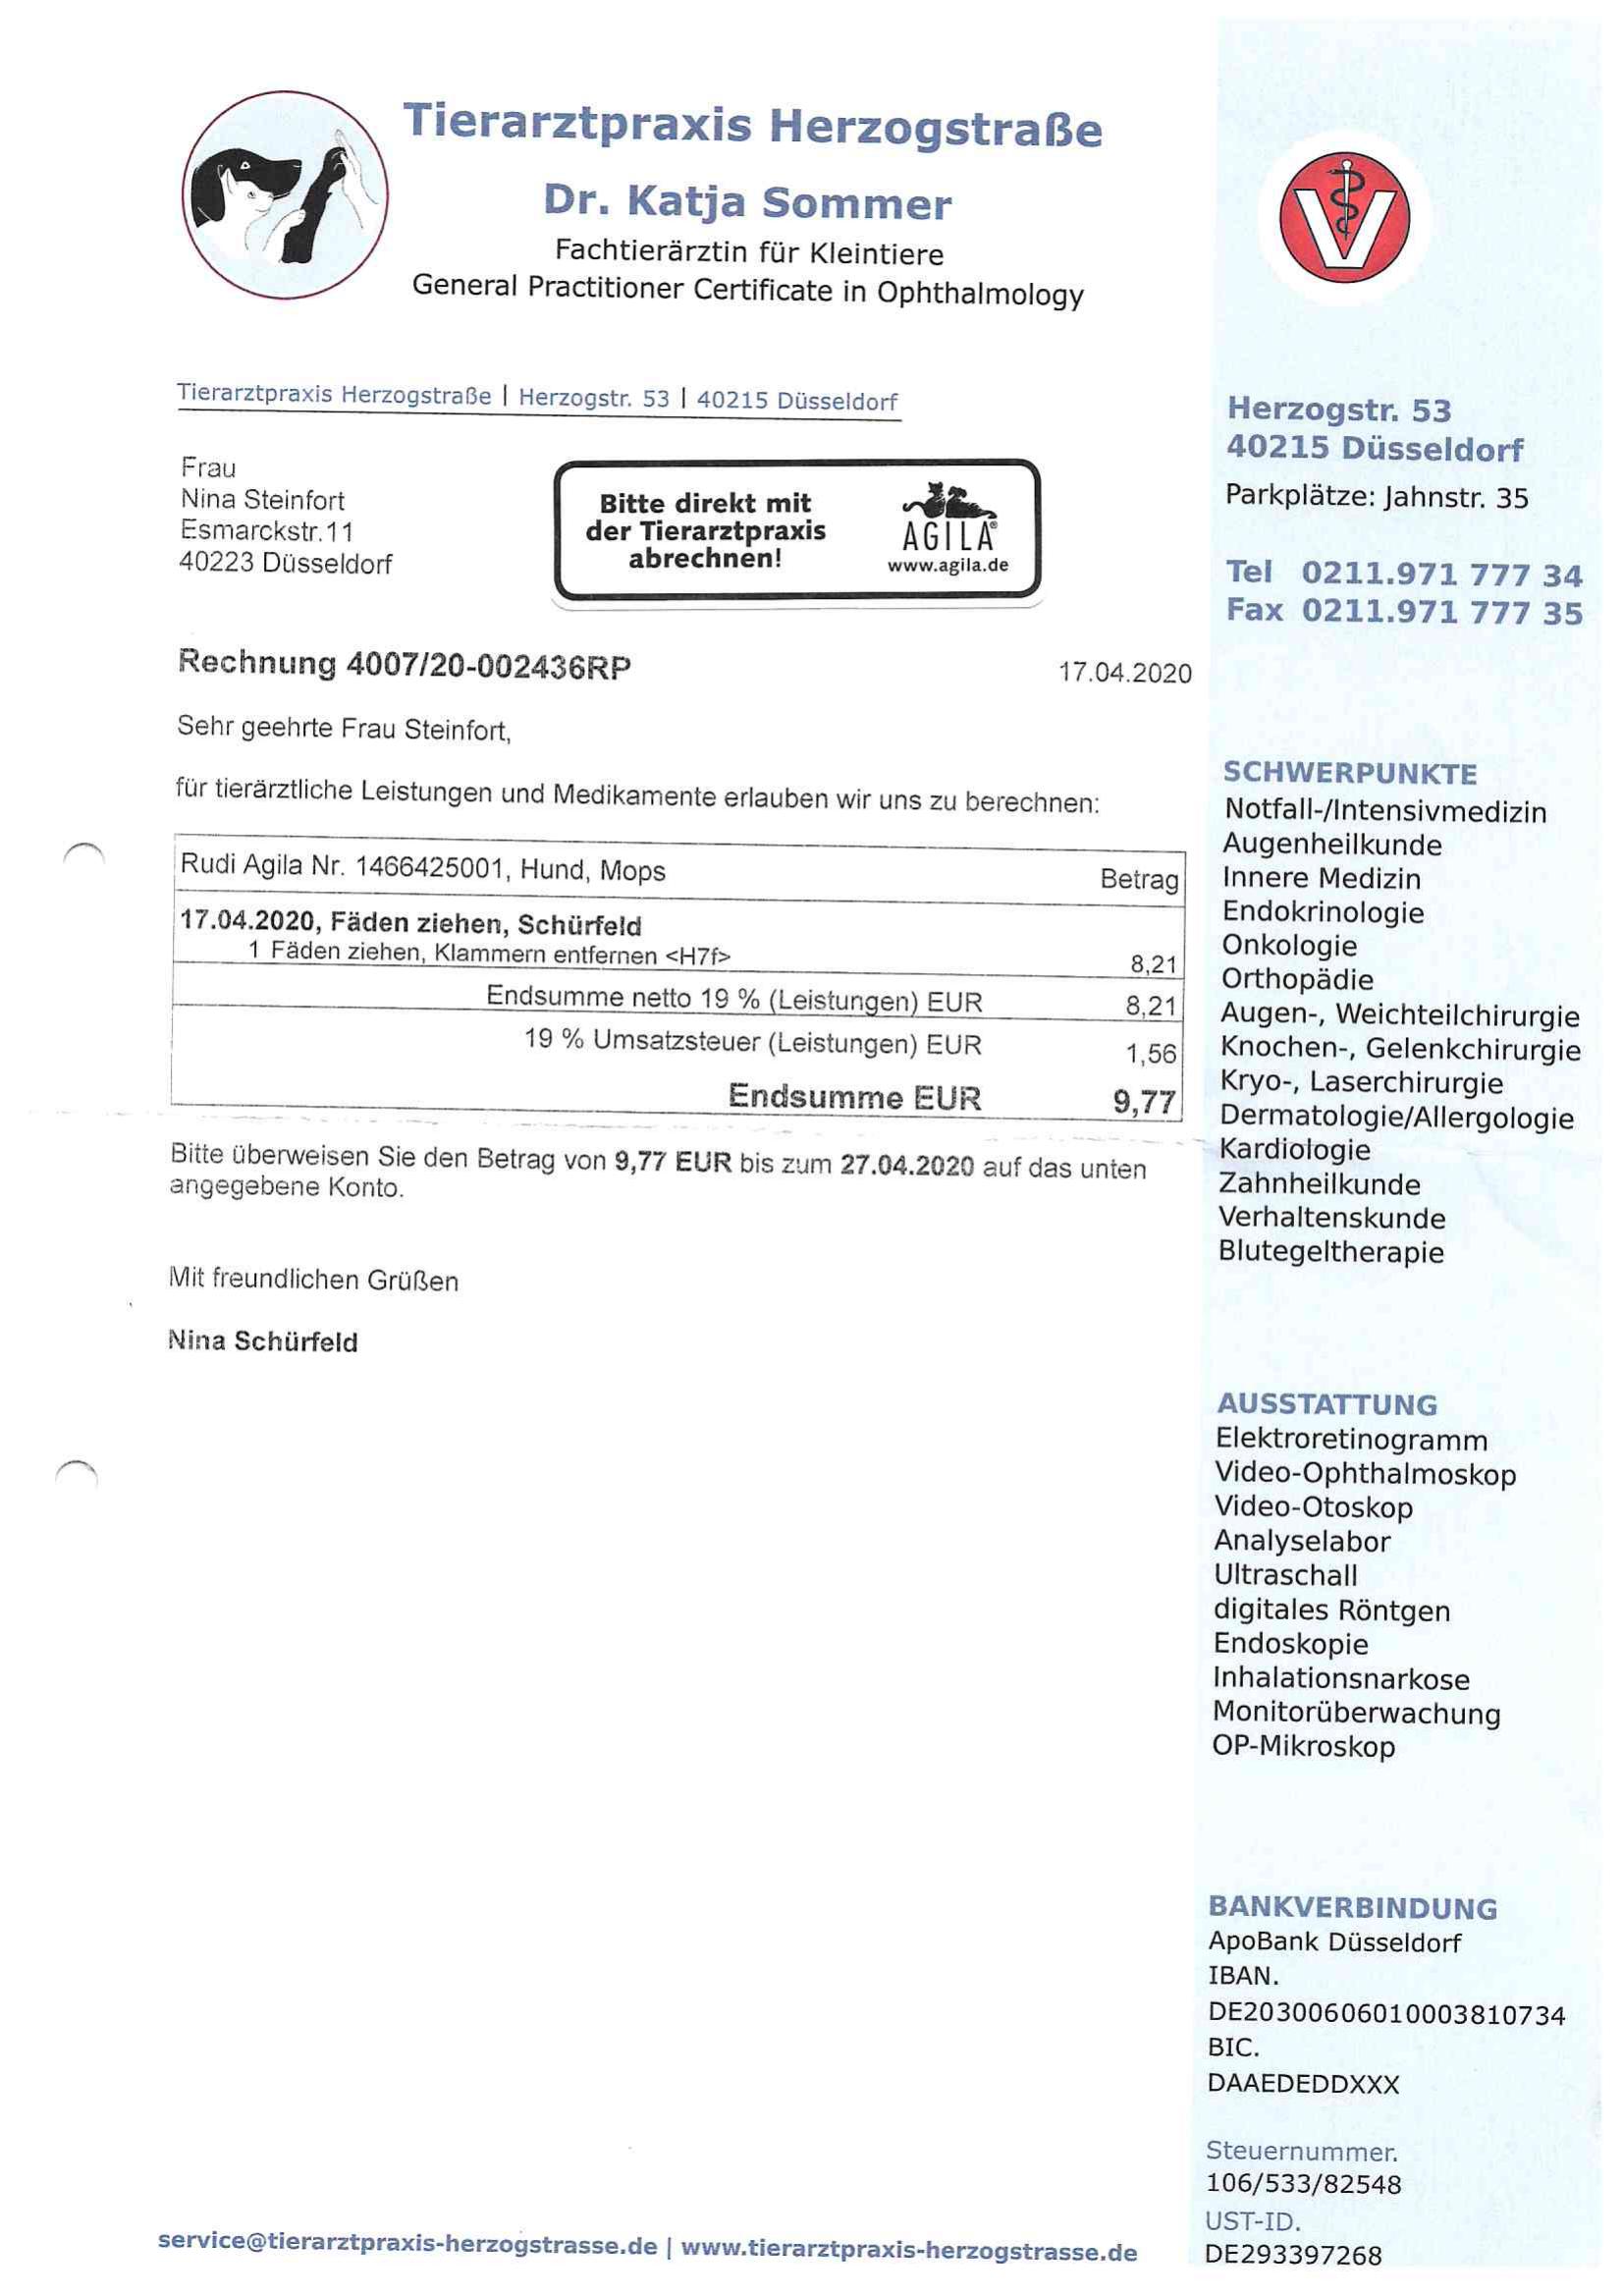 Tierarztpraxis Herzogstraße
Dr. Katja Sommer
Fachtierärztin für Kleintiere
General Practitioner Certificate in Ophthalmology
V
Tierarztpraxis Herzogstraße | Herzogstr. 53 | 40215 Düsseldorf
Frau
Nina Steinfort
Esmarckstr.11
40223 Düsseldorf
Bitte direkt mit
der Tierarztpraxis
abrechnen!
AGILA®
www.agila.de
Herzogstr. 53
40215 Düsseldorf
Parkplätze: Jahnstr. 35
Tel 0211.971 777 34
Fax 0211.971 777 35
Rechnung 4007/20-002436RP
17.04.2020
Sehr geehrte Frau Steinfort,
für tierärztliche Leistungen und Medikamente erlauben wir uns zu berechnen:
Rudi Agila Nr. 1466425001, Hund, Mops Betrag
17.04.2020, Fäden ziehen, Schürfeld
1 Fäden ziehen, Klammern entfernen <H7f> 8,21
Endsumme netto 19 % (Leistungen) EUR 8,21
19 % Umsatzsteuer (Leistungen) EUR 1,56
Endsumme EUR 9,77
Bitte überweisen Sie den Betrag von 9,77 EUR bis zum 27.04.2020 auf das unten
angegebene Konto.
Mit freundlichen Grüßen
Nina Schürfeld
SCHWERPUNKTE
Notfall-/Intensivmedizin
Augenheilkunde
Innere Medizin
Endokrinologie
Onkologie
Orthopädie
Augen-, Weichteilchirurgie
Knochen-, Gelenkchirurgie
Kryo-, Laserchirurgie
Dermatologie/Allergologie
Kardiologie
Zahnheilkunde
Verhaltenskunde
Blutegeltherapie
AUSSTATTUNG
Elektroretinogramm
Video-Ophthalmoskop
Video-Otoskop
Analyselabor
Ultraschall
digitales Röntgen
Endoskopie
Inhalationsnarkose
Monitorüberwachung
OP-Mikroskop
BANKVERBINDUNG
ApoBank Düsseldorf
IBAN.
DE20300606010003810734
BIC.
DAAEDEDDXXX
Steuernummer.
106/533/82548
UST-ID.
DE293397268
service@tierarztpraxis-herzogstrasse.de | www.tierarztpraxis-herzogstrasse.de